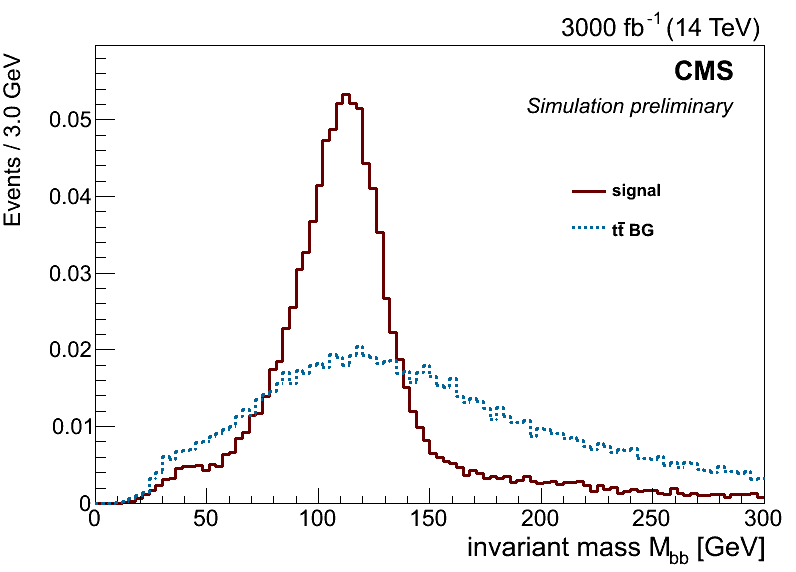 3000 fb⁻¹ (14 TeV)
CMS
Simulation preliminary
Events / 3.0 GeV
signal
tt̄ BG
0.05
0.04
0.03
0.02
0.01
0
0 50 100 150 200 250 300
invariant mass M_bb [GeV]